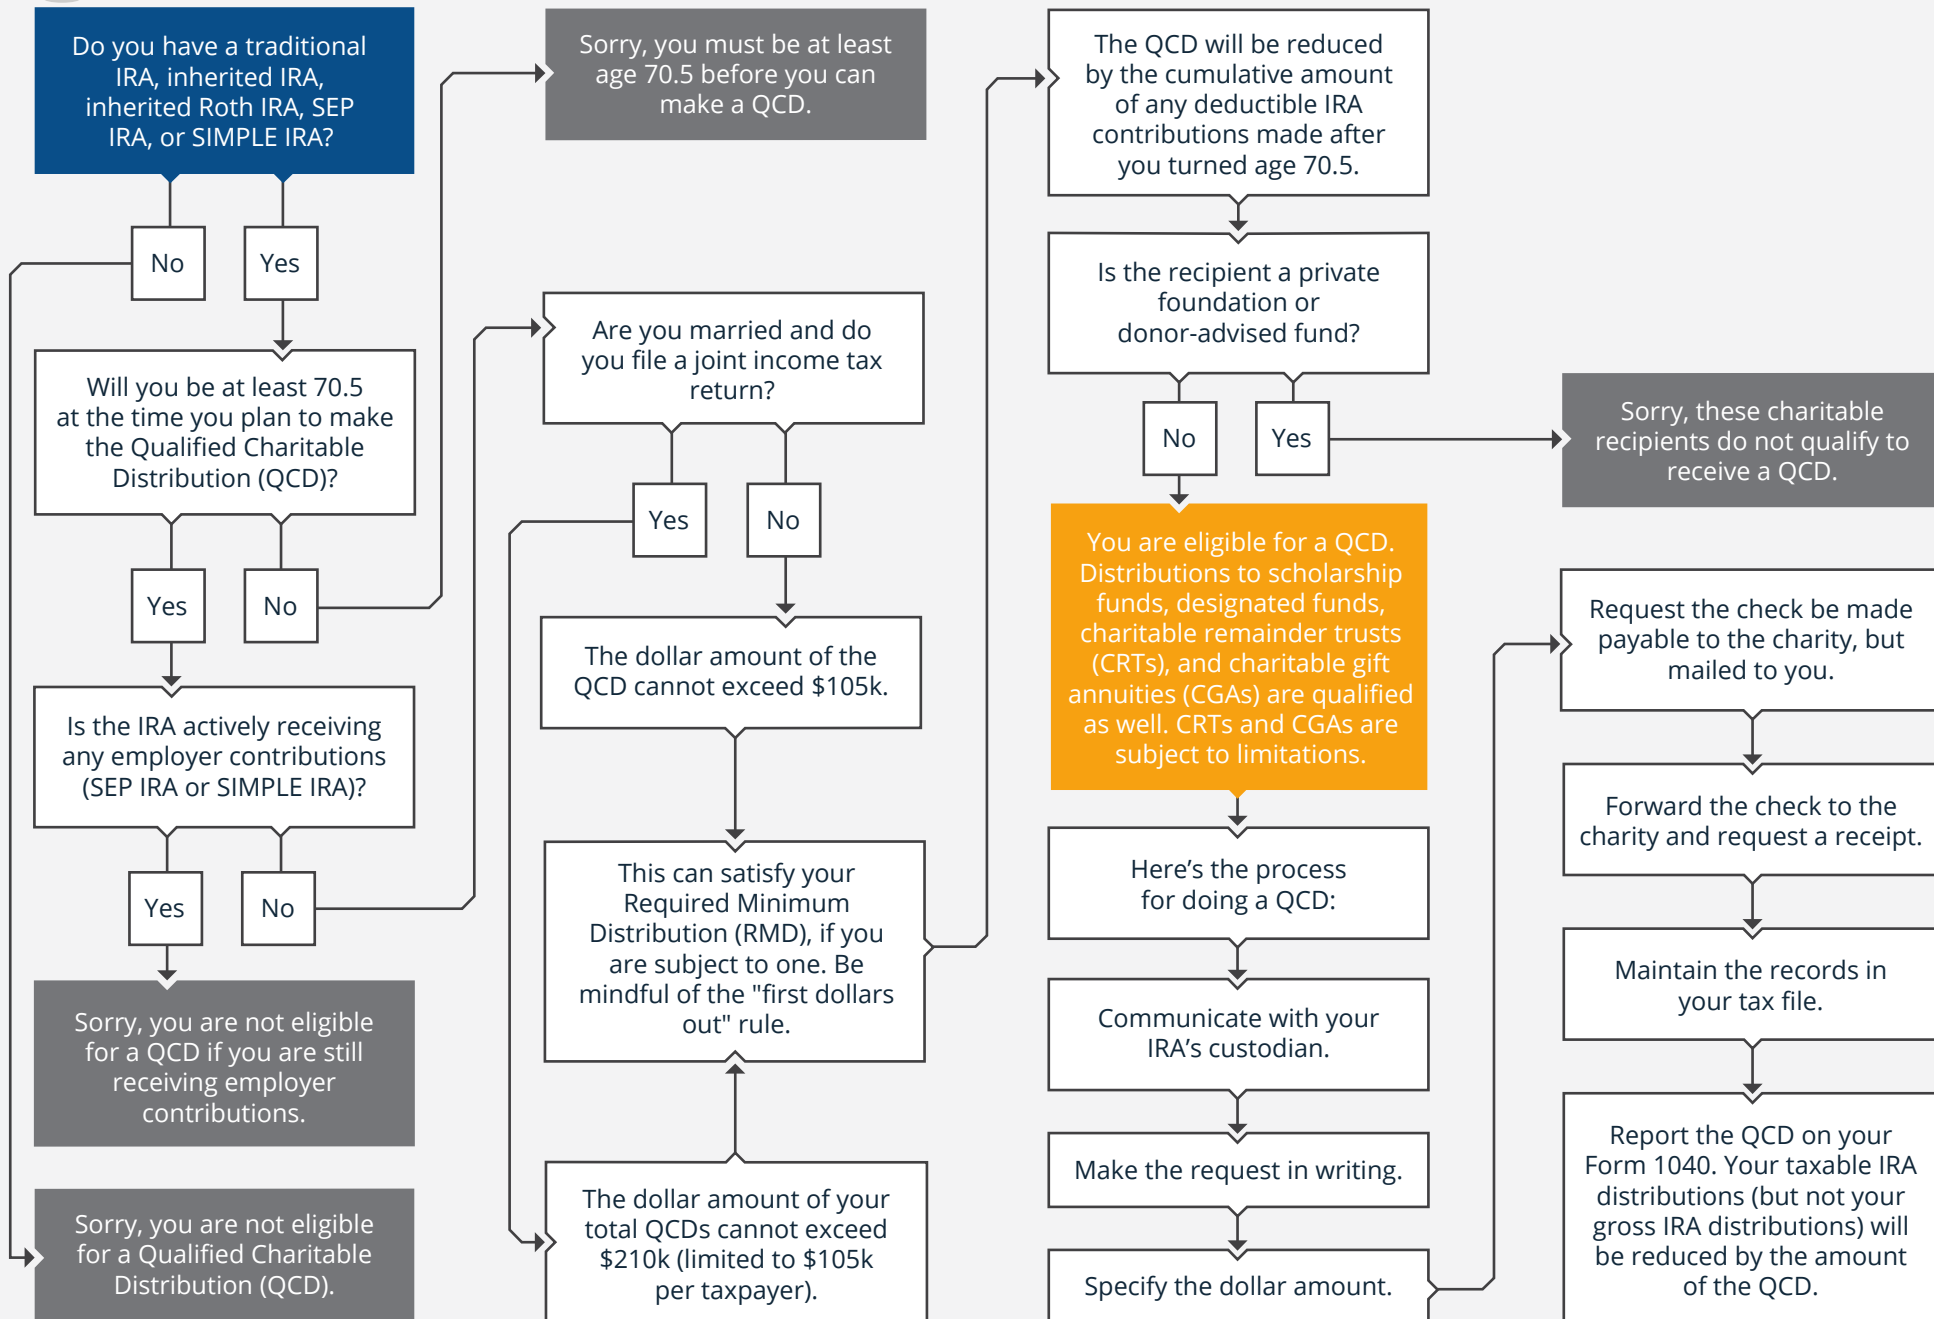 Do you have a traditional
IRA, inherited IRA,
inherited Roth IRA, SEP
IRA, or SIMPLE IRA?
No
Yes
Will you be at least 70.5
at the time you plan to make
the Qualified Charitable
Distribution (QCD)?
Yes
No
Is the IRA actively receiving
any employer contributions
(SEP IRA or SIMPLE IRA)?
Yes
No
Sorry, you are not eligible
for a QCD if you are still
receiving employer
contributions.
Sorry, you are not eligible
for a Qualified Charitable
Distribution (QCD).
Sorry, you must be at least
age 70.5 before you can
make a QCD.
Are you married and do
you file a joint income tax
return?
Yes
No
The dollar amount of the
QCD cannot exceed $105k.
This can satisfy your
Required Minimum
Distribution (RMD), if you
are subject to one. Be
mindful of the "first dollars
out" rule.
The dollar amount of your
total QCDs cannot exceed
$210k (limited to $105k
per taxpayer).
The QCD will be reduced
by the cumulative amount
of any deductible IRA
contributions made after
you turned age 70.5.
Is the recipient a private
foundation or
donor-advised fund?
No
Yes
You are eligible for a QCD.
Distributions to scholarship
funds, designated funds,
charitable remainder trusts
(CRTs), and charitable gift
annuities (CGAs) are qualified
as well. CRTs and CGAs are
subject to limitations.
Here’s the process
for doing a QCD:
Communicate with your
IRA’s custodian.
Make the request in writing.
Specify the dollar amount.
Sorry, these charitable
recipients do not qualify to
receive a QCD.
Request the check be made
payable to the charity, but
mailed to you.
Forward the check to the
charity and request a receipt.
Maintain the records in
your tax file.
Report the QCD on your
Form 1040. Your taxable IRA
distributions (but not your
gross IRA distributions) will
be reduced by the amount
of the QCD.